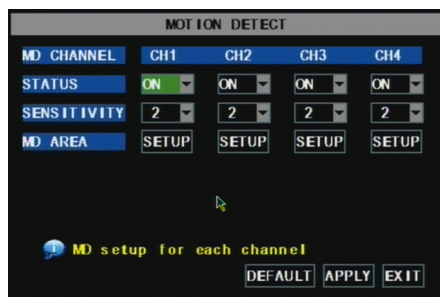 MOTION DETECT
MD CHANNEL CH1 CH2 CH3 CH4
STATUS ON ON ON ON
SENSITIVITY 2 2 2 2
MD AREA SETUP SETUP SETUP SETUP
MD setup for each channel
DEFAULT APPLY EXIT